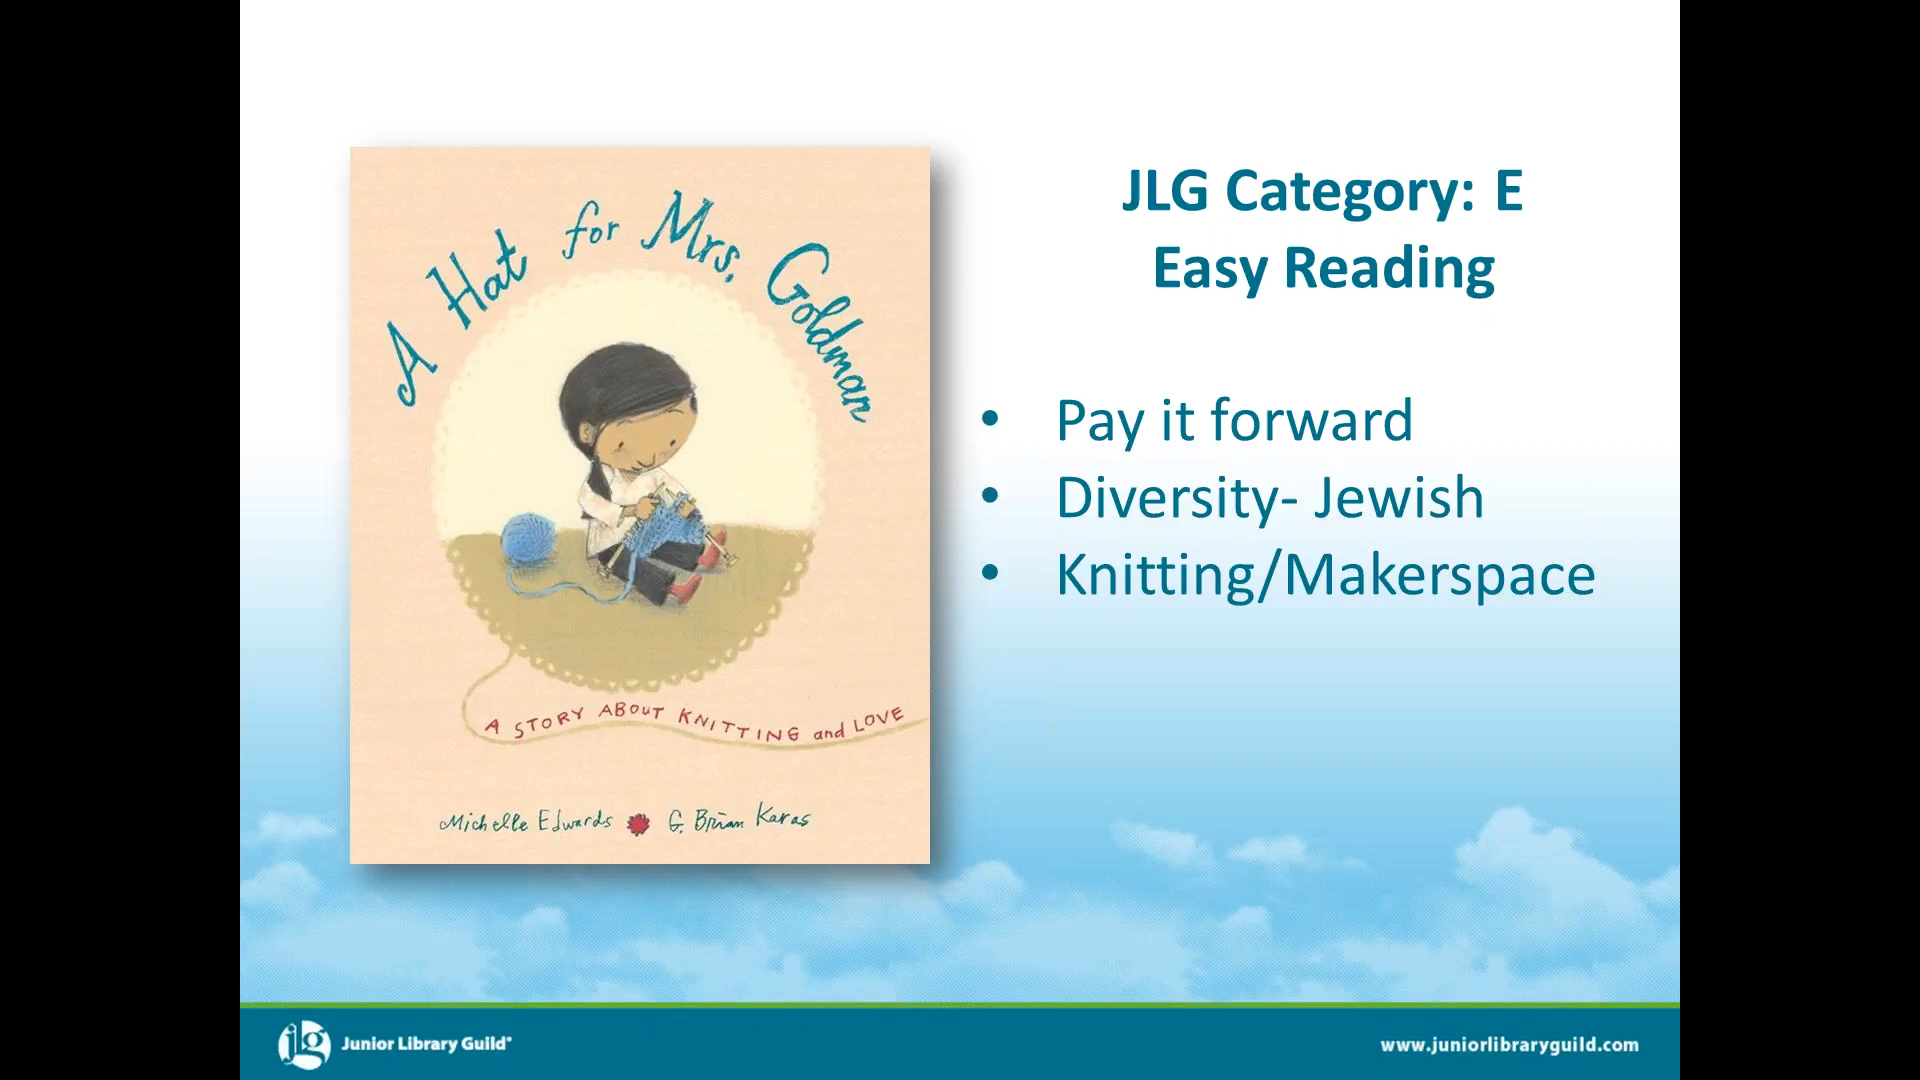 A Hat for Mrs. Goldman
A STORY ABOUT KNITTING and LOVE
Michelle Edwards G. Brian Karas
JLG Category: E
Easy Reading
• Pay it forward
• Diversity- Jewish
• Knitting/Makerspace
jlg Junior Library Guild®
www.juniorlibraryguild.com